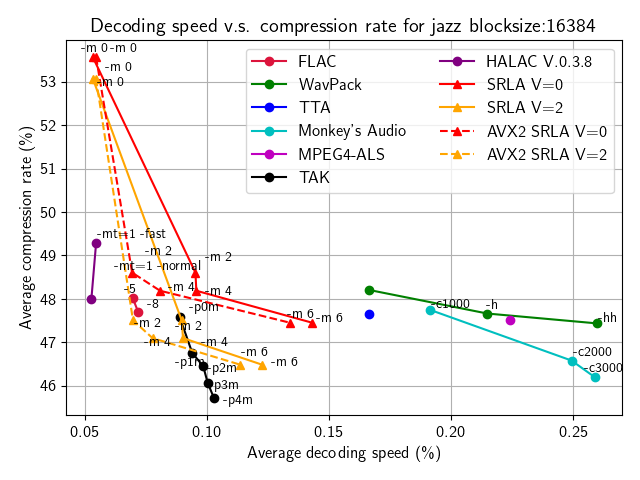 Decoding speed v.s. compression rate for jazz blocksize:16384
Average compression rate (%)
53
52
51
50
49
48
47
46
0.05
0.10
0.15
0.20
0.25
Average decoding speed (%)
FLAC
WavPack
TTA
Monkey's Audio
MPEG4-ALS
TAK
HALAC V.0.3.8
SRLA V=0
SRLA V=2
AVX2 SRLA V=0
AVX2 SRLA V=2
-m 0
-m 0
-m 0
-m 0
-mt=1 -fast
-m 2
-m 2
-mt=1 -normal
-5
-m 4
-m 4
-8
-p0m
-m 6
-m 6
-m 2
-m 2
-m 4
-m 4
-m 6
-m 6
-p1m
-p2m
-p3m
-p4m
-c1000
-h
-hh
-c2000
-c3000